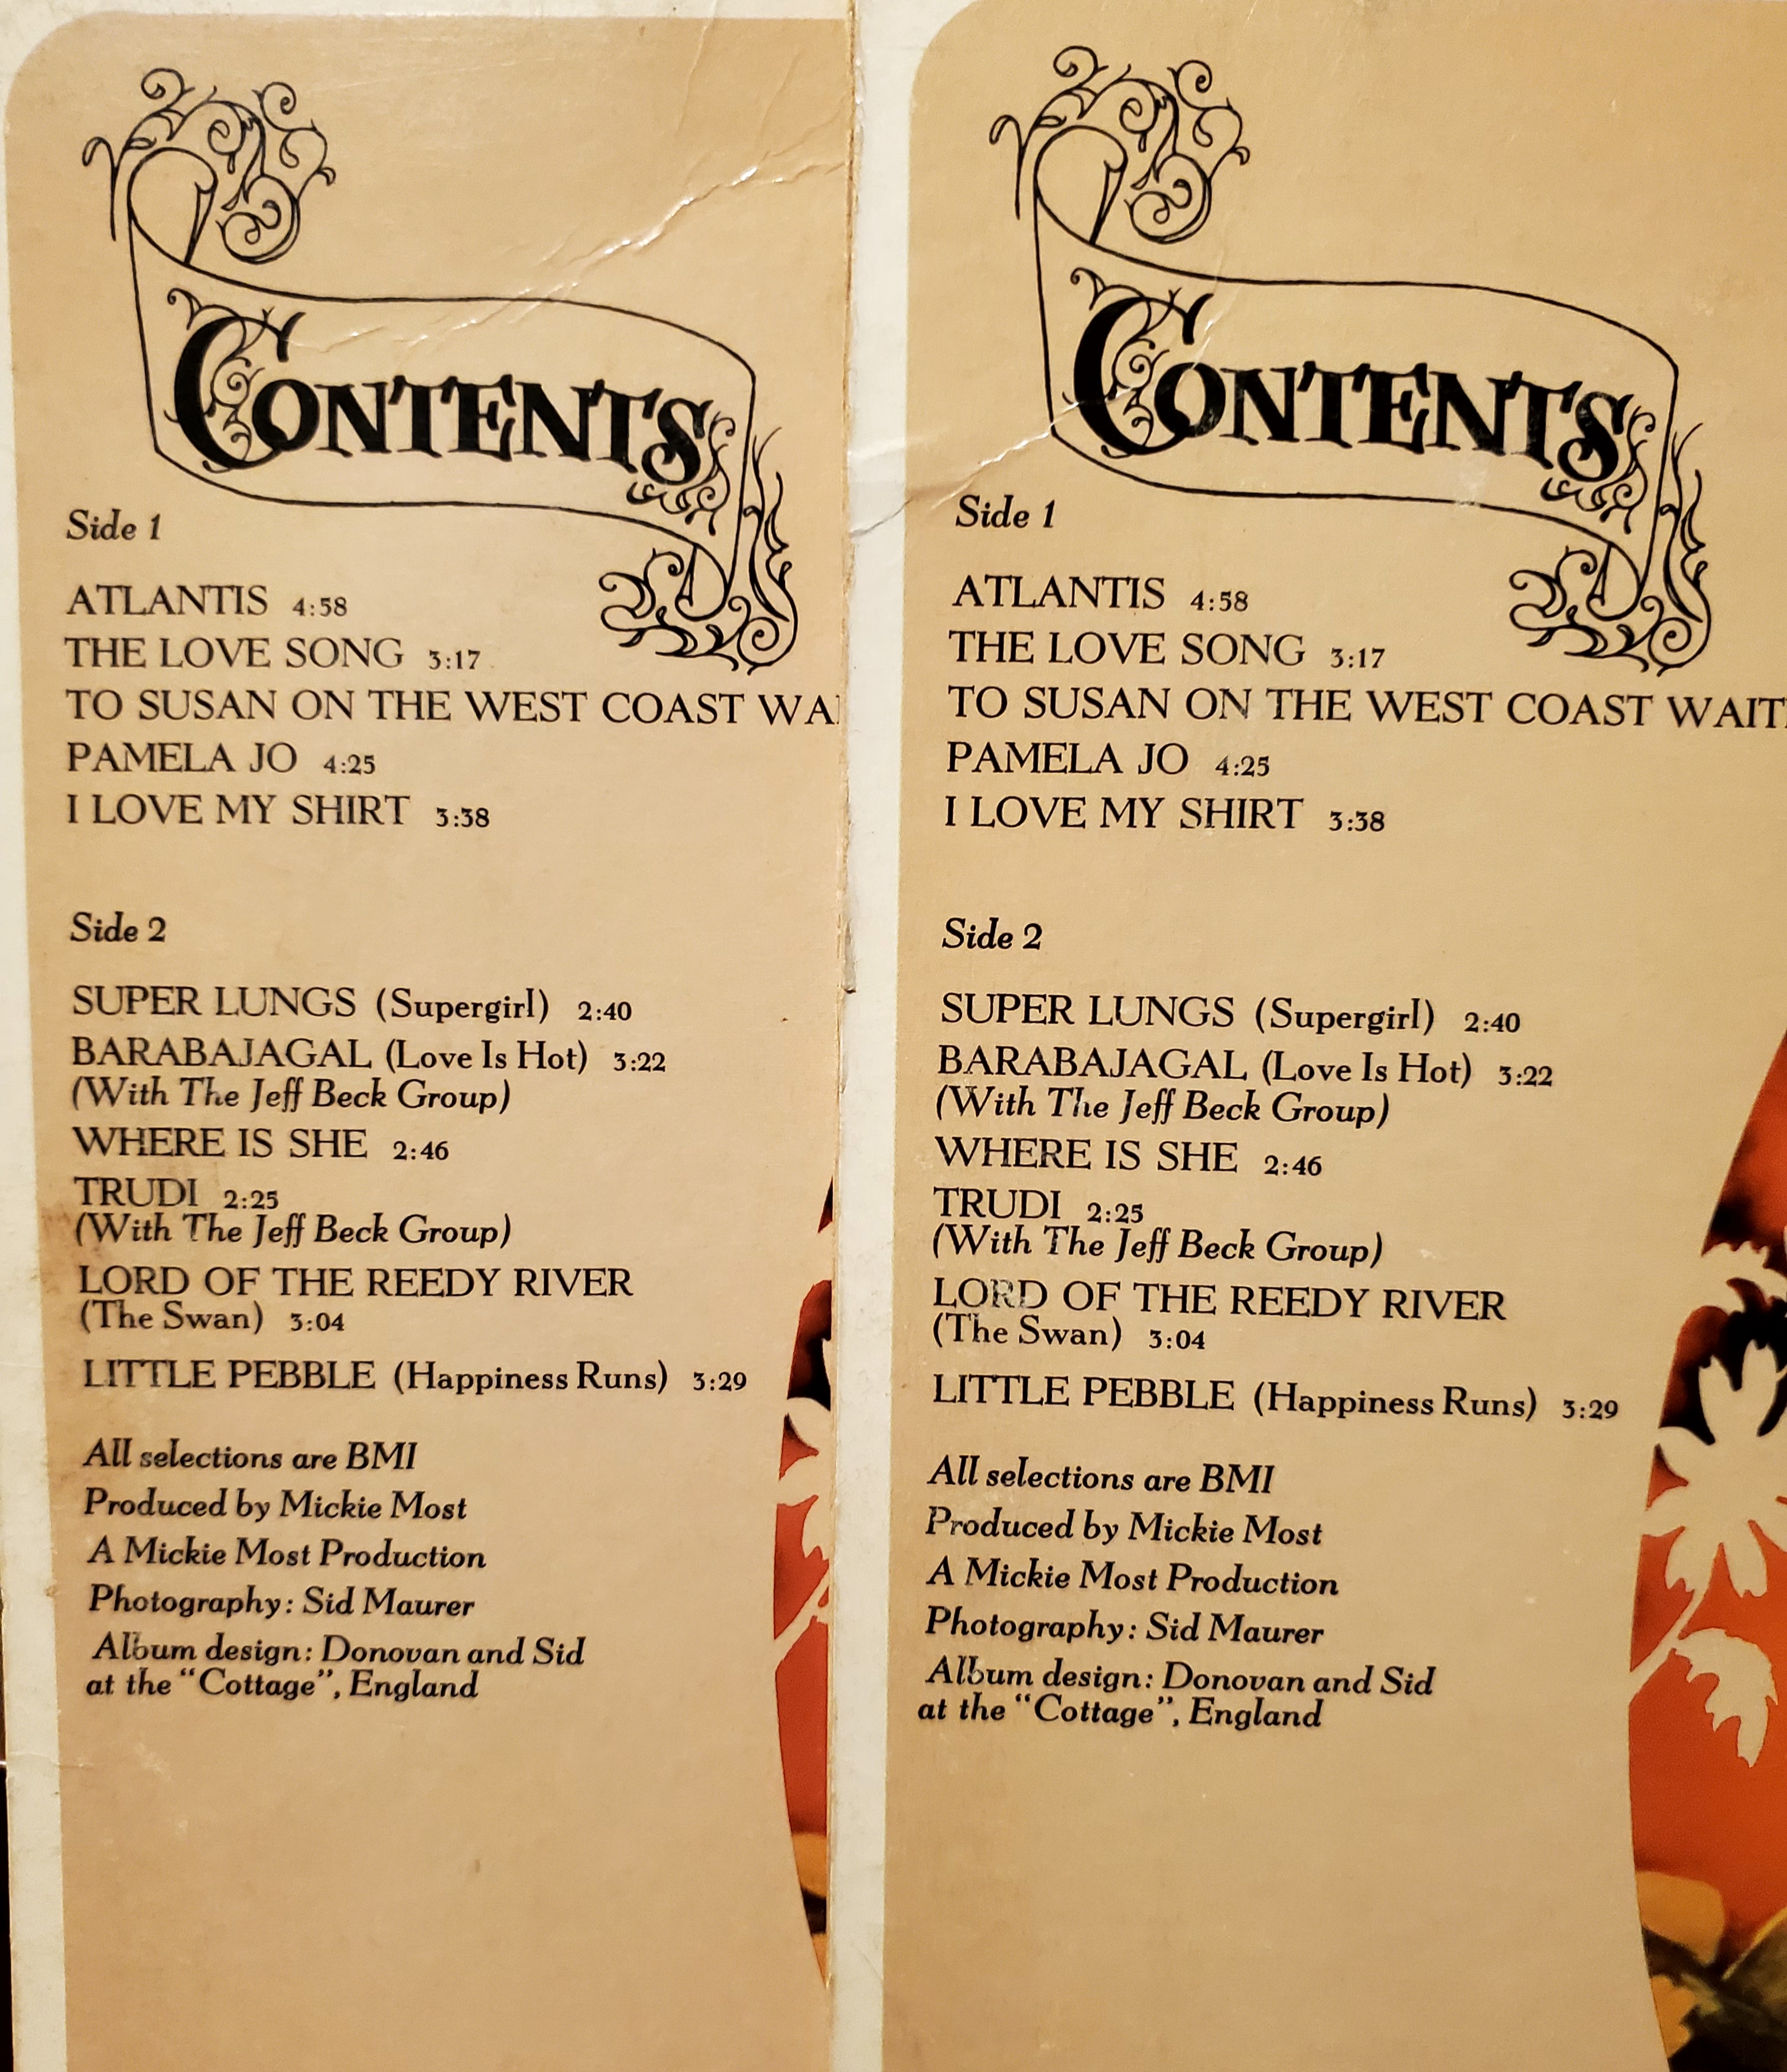 CONTENTS
Side 1
ATLANTIS 4:58
THE LOVE SONG 3:17
TO SUSAN ON THE WEST COAST
PAMELA JO 4:25
I LOVE MY SHIRT 3:38
Side 2
SUPER LUNGS (Supergirl) 2:40
BARABAJAGAL (Love Is Hot) 3:22
(With The Jeff Beck Group)
WHERE IS SHE 2:46
TRUDI 2:25
(With The Jeff Beck Group)
LORD OF THE REEDY RIVER
(The Swan) 3:04
LITTLE PEBBLE (Happiness Runs) 3:29
All selections are BMI
Produced by Mickie Most
A Mickie Most Production
Photography: Sid Maurer
Album design: Donovan and Sid
at the “Cottage”, England
CONTENTS
Side 1
ATLANTIS 4:58
THE LOVE SONG 3:17
TO SUSAN ON THE WEST COAST
PAMELA JO 4:25
I LOVE MY SHIRT 3:38
Side 2
SUPER LUNGS (Supergirl) 2:40
BARABAJAGAL (Love Is Hot) 3:22
(With The Jeff Beck Group)
WHERE IS SHE 2:46
TRUDI 2:25
(With The Jeff Beck Group)
LORD OF THE REEDY RIVER
(The Swan) 3:04
LITTLE PEBBLE (Happiness Runs) 3:29
All selections are BMI
Produced by Mickie Most
A Mickie Most Production
Photography: Sid Maurer
Album design: Donovan and Sid
at the “Cottage”, England